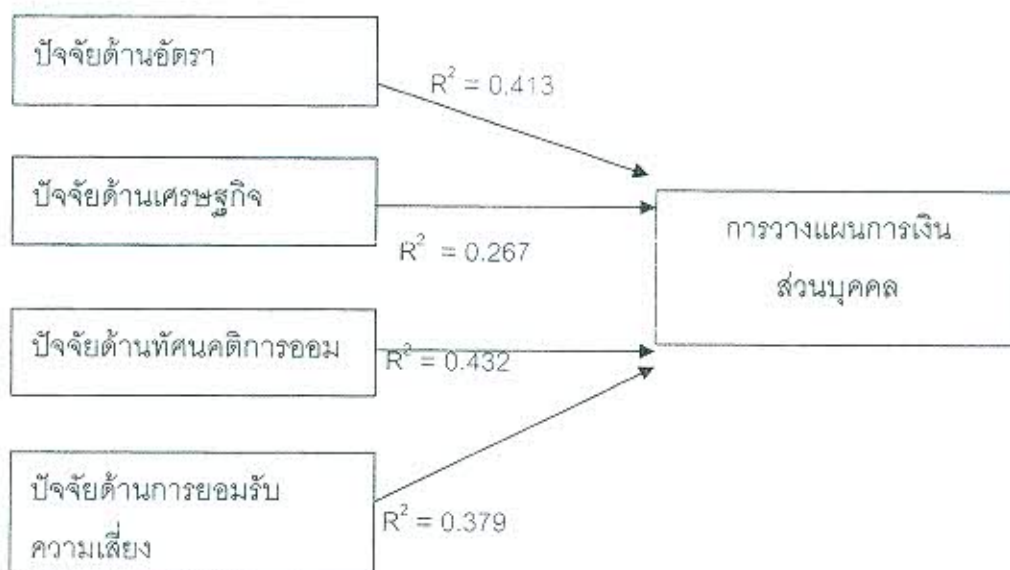 ปัจจัยด้านอัตรา
R² = 0.413
ปัจจัยด้านเศรษฐกิจ
R² = 0.267
การวางแผนการเงิน
ส่วนบุคคล
ปัจจัยด้านทัศนคติการออม
R² = 0.432
ปัจจัยด้านการยอมรับ
ความเสี่ยง
R² = 0.379